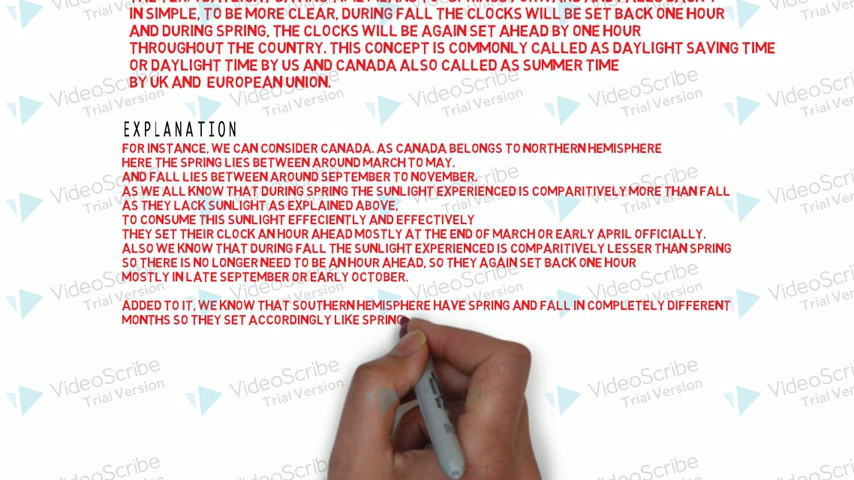 IN SIMPLE, TO BE MORE CLEAR, DURING FALL THE CLOCKS WILL BE SET BACK ONE HOUR
AND DURING SPRING, THE CLOCKS WILL BE AGAIN SET AHEAD BY ONE HOUR
THROUGHOUT THE COUNTRY. THIS CONCEPT IS COMMONLY CALLED AS DAYLIGHT SAVING TIME
OR DAYLIGHT TIME BY US AND CANADA ALSO CALLED AS SUMMER TIME
BY UK AND EUROPEAN UNION.
EXPLANATION
FOR INSTANCE, WE CAN CONSIDER CANADA. AS CANADA BELONGS TO NORTHERN HEMISPHERE
HERE THE SPRING LIES BETWEEN AROUND MARCH TO MAY.
AND FALL LIES BETWEEN AROUND SEPTEMBER TO NOVEMBER.
AS WE ALL KNOW THAT DURING SPRING THE SUNLIGHT EXPERIENCED IS COMPARITIVELY MORE THAN FALL
AS THEY LACK SUNLIGHT AS EXPLAINED ABOVE,
TO CONSUME THIS SUNLIGHT EFFECIENTLY AND EFFECTIVELY
THEY SET THEIR CLOCK AN HOUR AHEAD MOSTLY AT THE END OF MARCH OR EARLY APRIL OFFICIALLY.
ALSO WE KNOW THAT DURING FALL THE SUNLIGHT EXPERIENCED IS COMPARITIVELY LESSER THAN SPRING
SO THERE IS NO LONGER NEED TO BE AN HOUR AHEAD, SO THEY AGAIN SET BACK ONE HOUR
MOSTLY IN LATE SEPTEMBER OR EARLY OCTOBER.
ADDED TO IT, WE KNOW THAT SOUTHERN HEMISPHERE HAVE SPRING AND FALL IN COMPLETELY DIFFERENT
MONTHS SO THEY SET ACCORDINGLY LIKE SPRING
VideoScribe
Trial Version